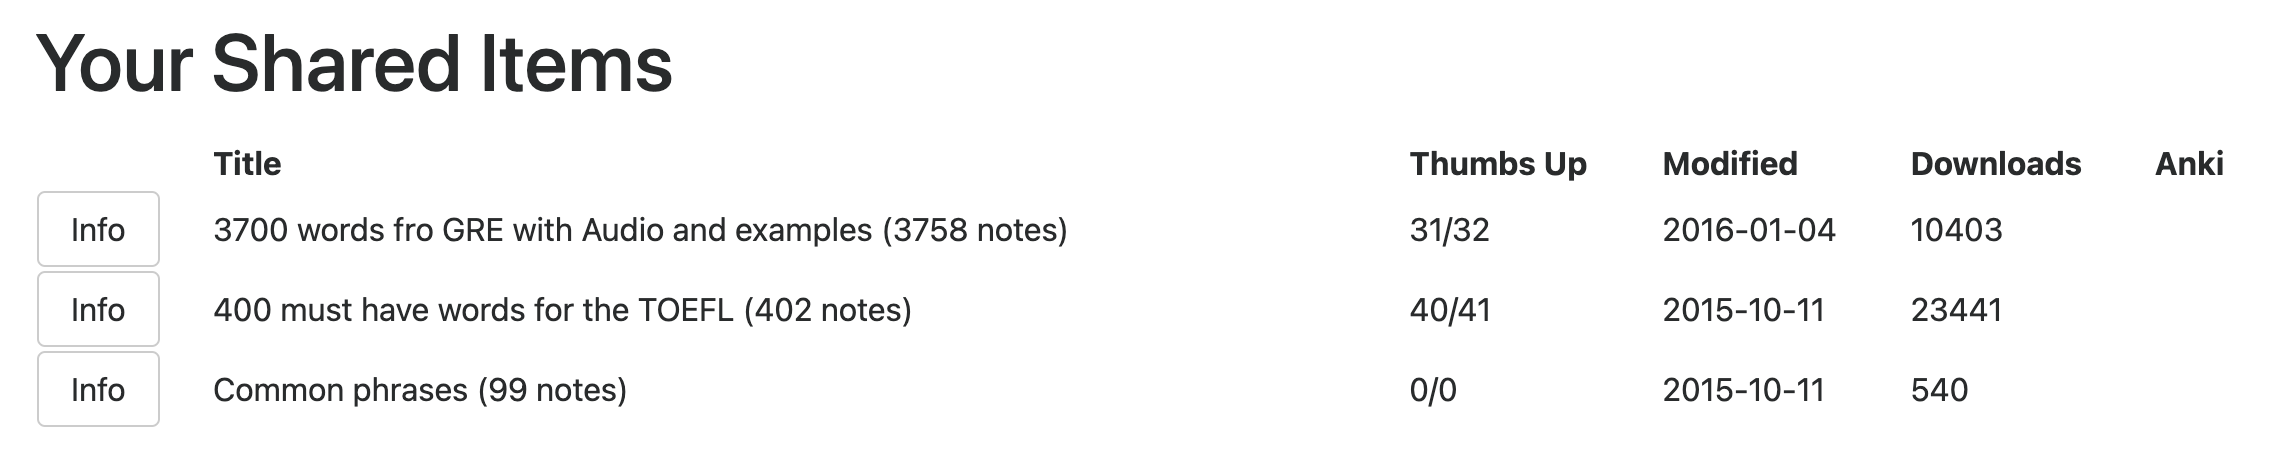 Your Shared Items
Title Thumbs Up Modified Downloads Anki
Info 3700 words fro GRE with Audio and examples (3758 notes) 31/32 2016-01-04 10403
Info 400 must have words for the TOEFL (402 notes) 40/41 2015-10-11 23441
Info Common phrases (99 notes) 0/0 2015-10-11 540